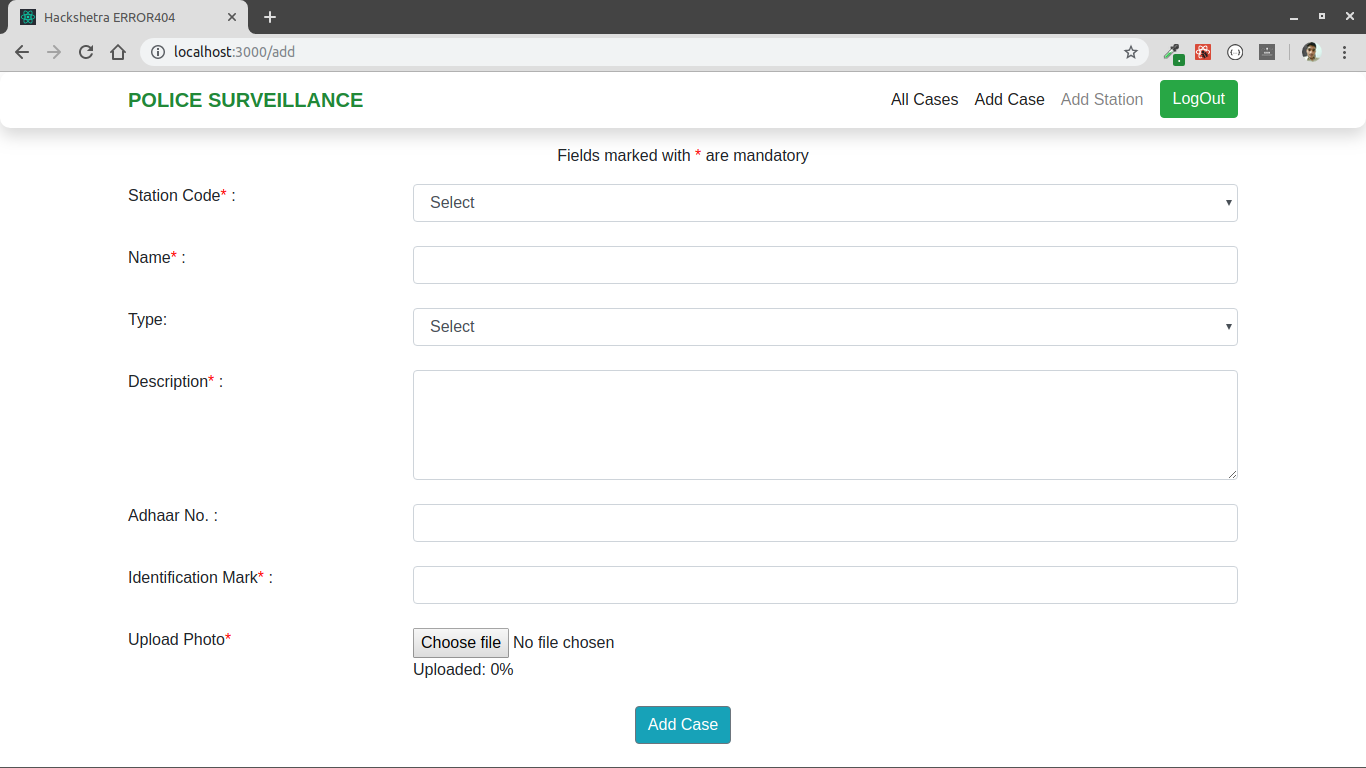 Hackshetra ERROR404
localhost:3000/add
POLICE SURVEILLANCE
All Cases Add Case Add Station LogOut
Fields marked with * are mandatory
Station Code* : Select
Name* :
Type: Select
Description* :
Adhaar No. :
Identification Mark* :
Upload Photo* Choose file No file chosen
Uploaded: 0%
Add Case